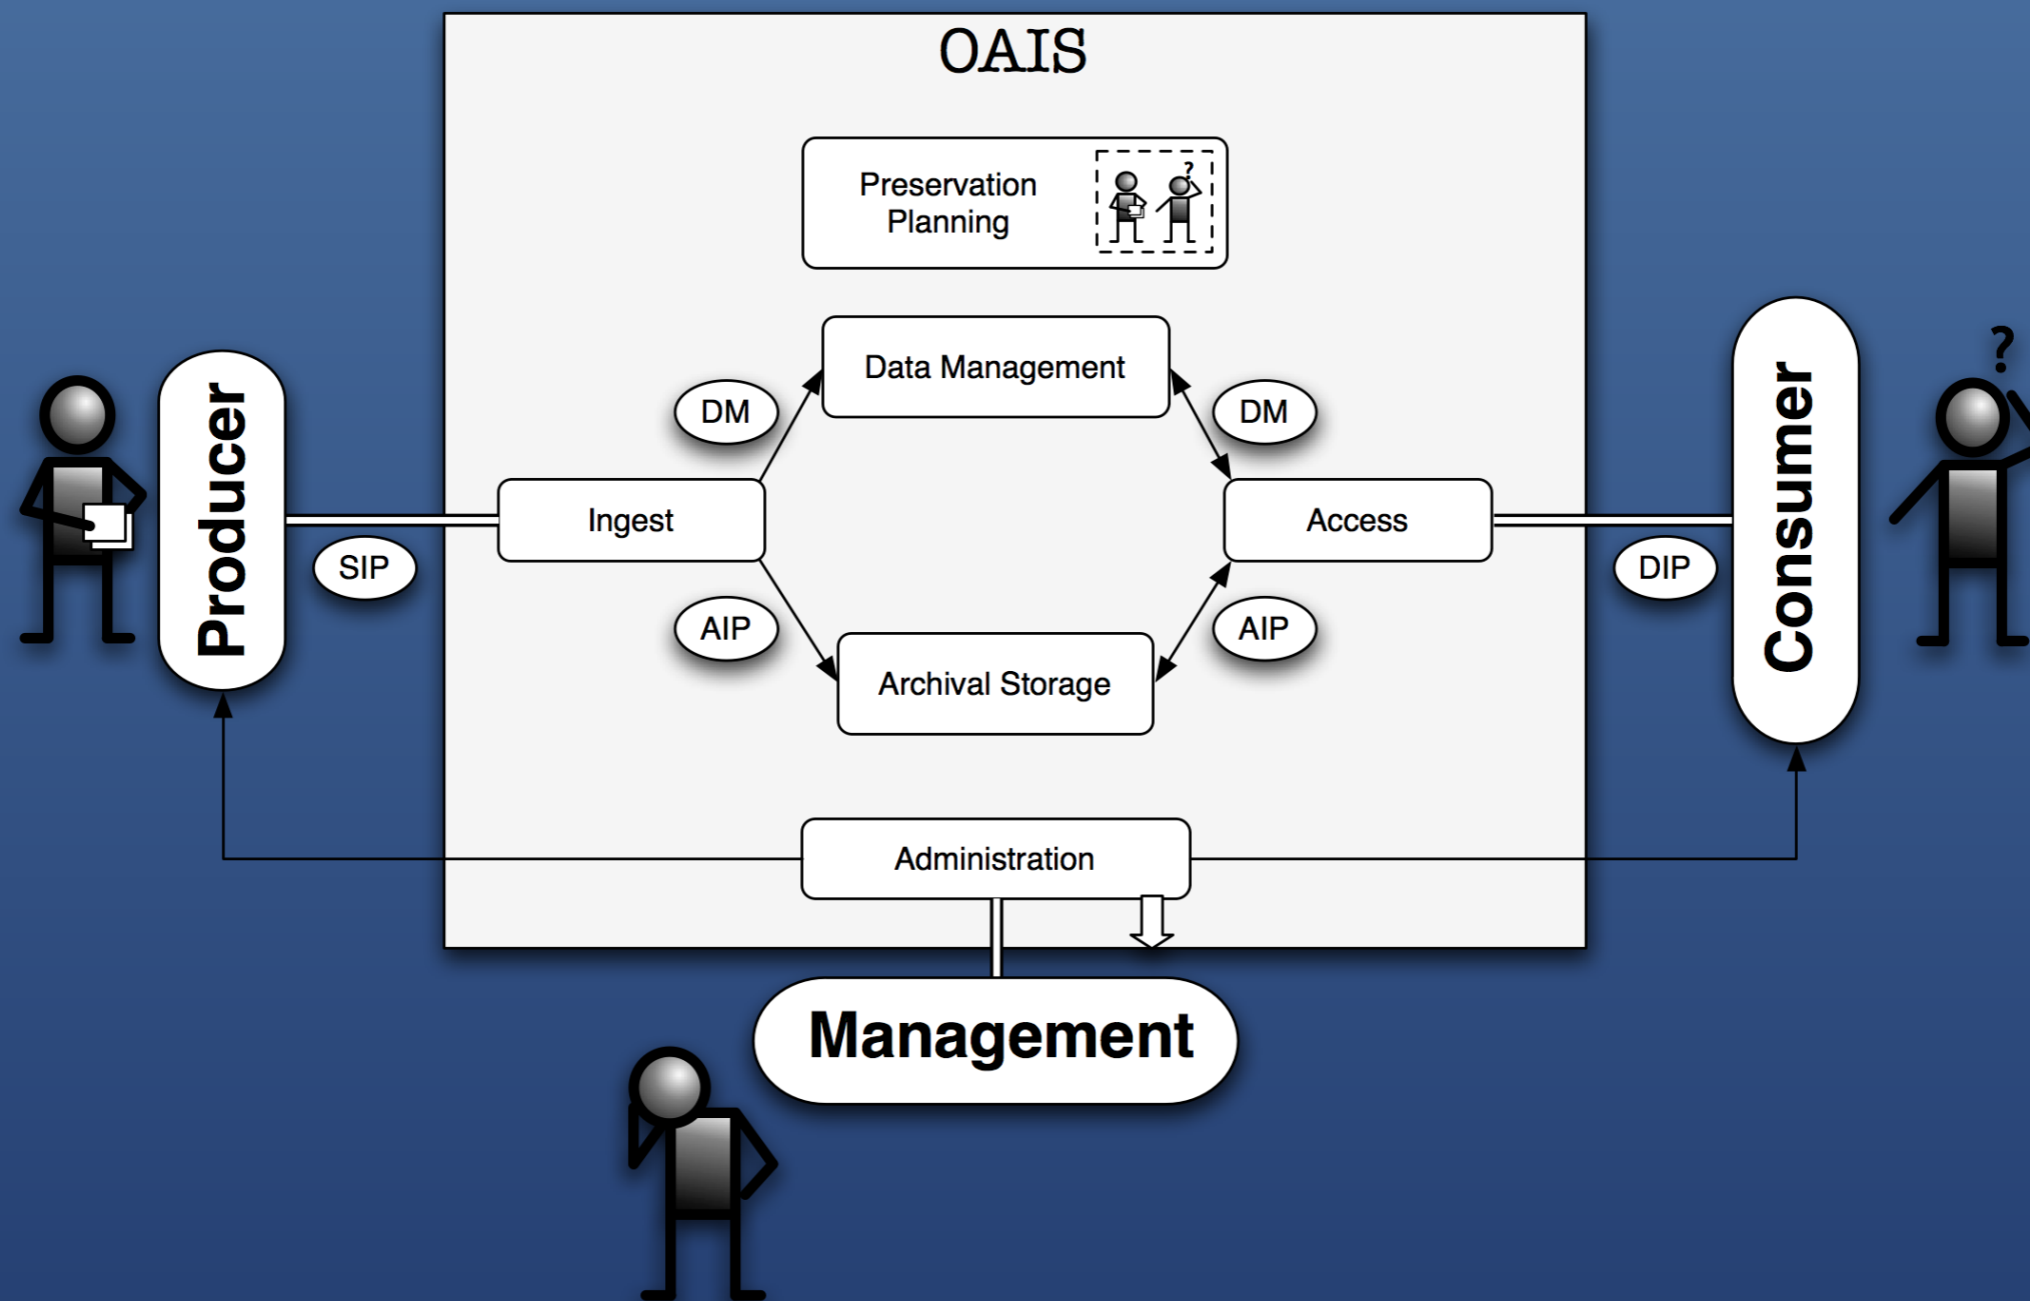 OAIS
Preservation
Planning
?
Data Management
DM
DM
?
Producer
Consumer
Ingest
Access
SIP
DIP
AIP
AIP
Archival Storage
Administration
Management